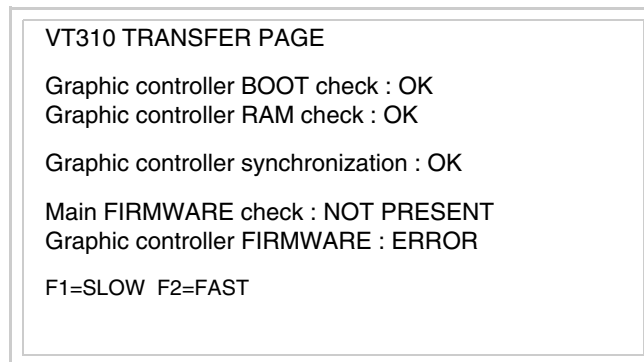 VT310 TRANSFER PAGE
Graphic controller BOOT check : OK
Graphic controller RAM check : OK
Graphic controller synchronization : OK
Main FIRMWARE check : NOT PRESENT
Graphic controller FIRMWARE : ERROR
F1=SLOW F2=FAST